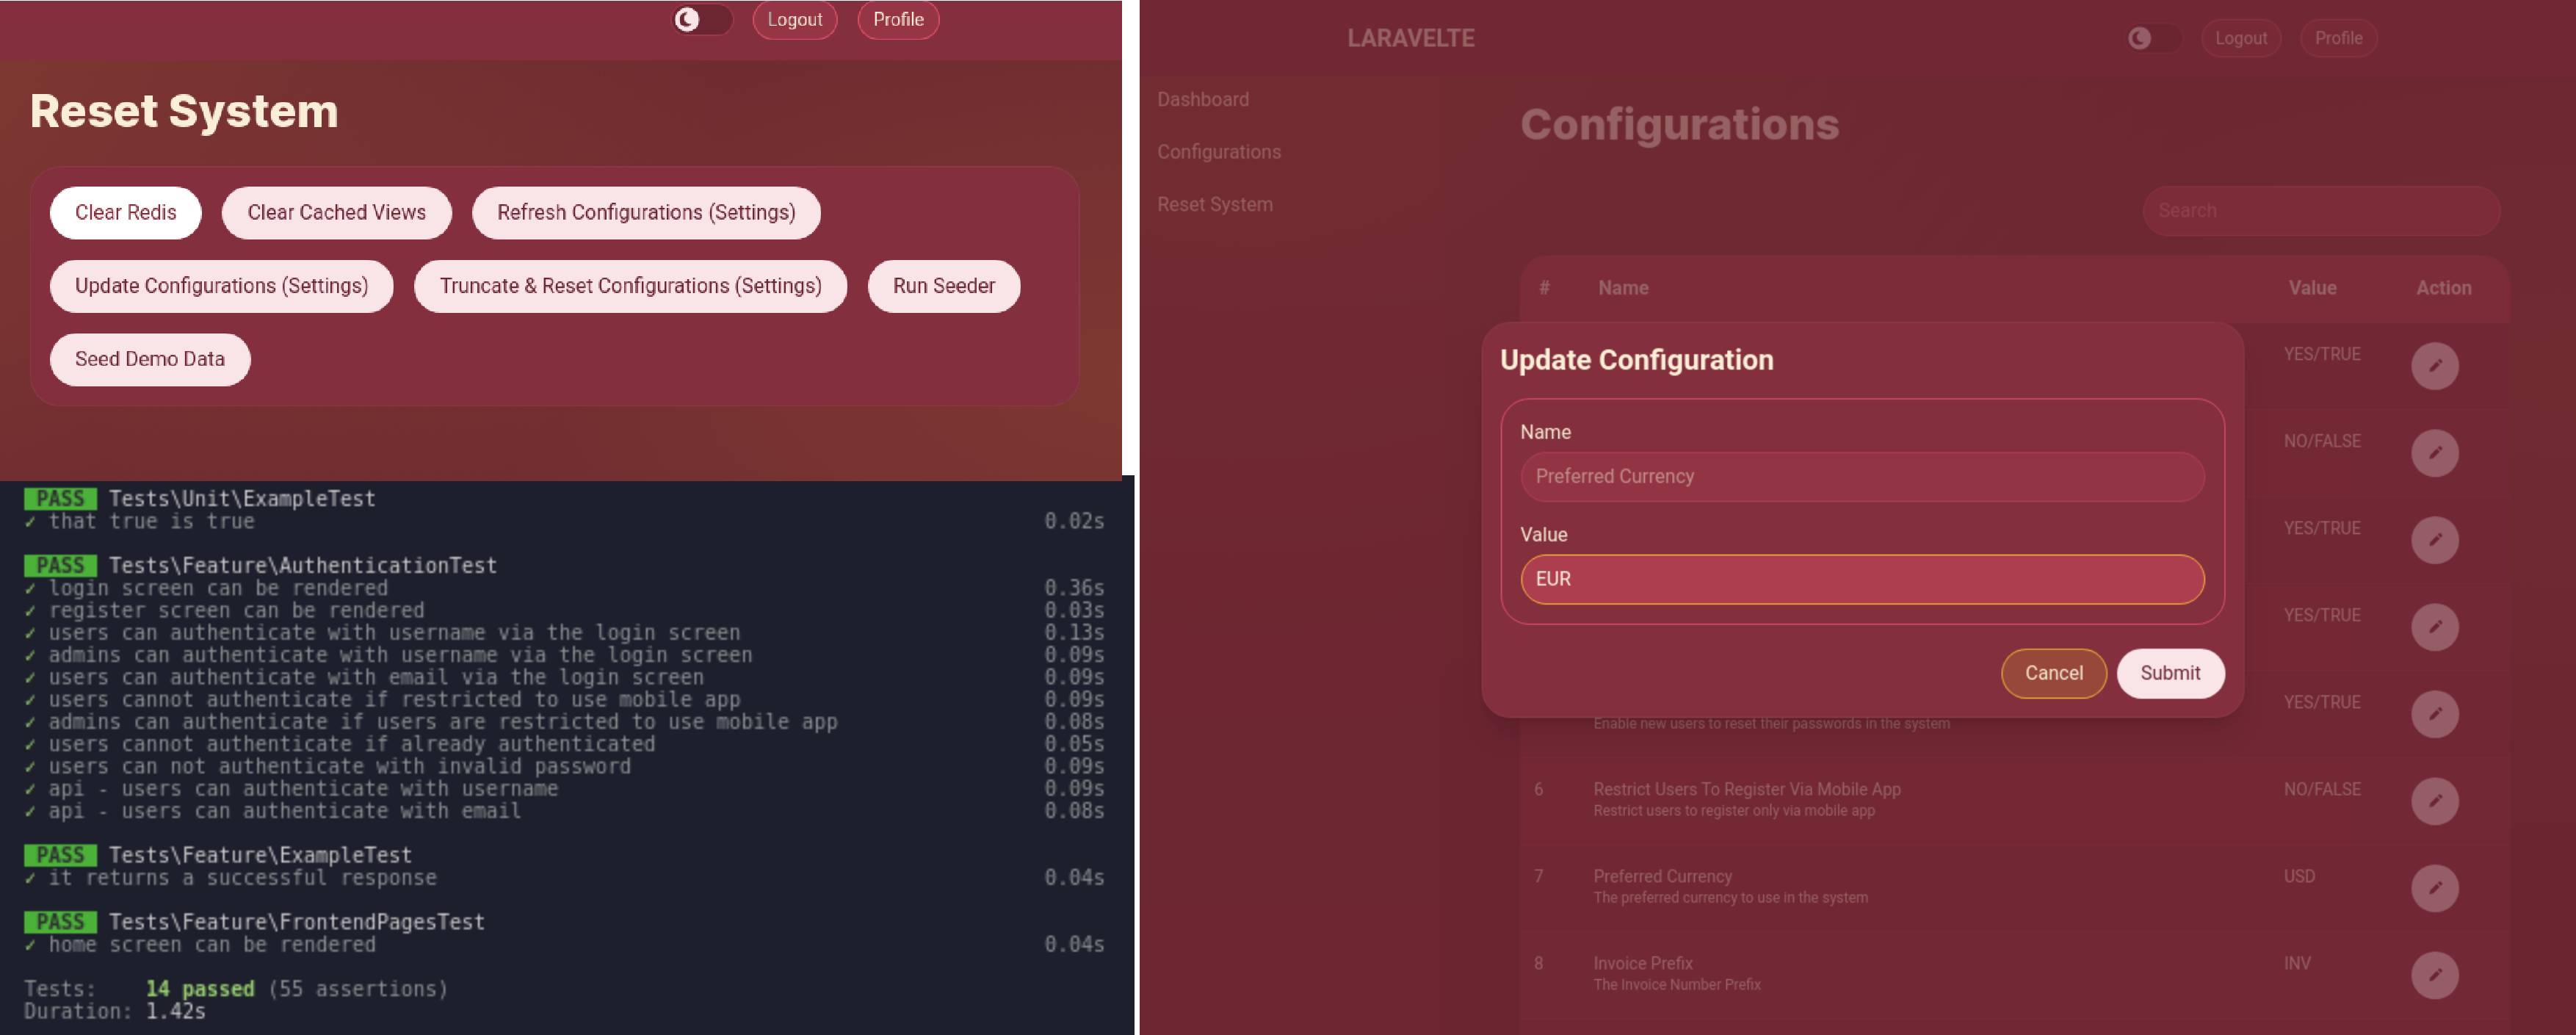 Logout Profile
Reset System
Clear Redis Clear Cached Views Refresh Configurations (Settings)
Update Configurations (Settings) Truncate & Reset Configurations (Settings) Run Seeder
Seed Demo Data
PASS Tests\Unit\ExampleTest
✓ that true is true 0.02s
PASS Tests\Feature\AuthenticationTest
✓ login screen can be rendered 0.36s
✓ register screen can be rendered 0.03s
✓ users can authenticate with username via the login screen 0.13s
✓ admins can authenticate with username via the login screen 0.09s
✓ users can authenticate with email via the login screen 0.09s
✓ users cannot authenticate if restricted to use mobile app 0.09s
✓ admins can authenticate if users are restricted to use mobile app 0.08s
✓ users cannot authenticate if already authenticated 0.05s
✓ users can not authenticate with invalid password 0.09s
✓ api - users can authenticate with username 0.09s
✓ api - users can authenticate with email 0.08s
PASS Tests\Feature\ExampleTest
✓ it returns a successful response 0.04s
PASS Tests\Feature\FrontendPagesTest
✓ home screen can be rendered 0.04s
Tests: 14 passed (55 assertions)
Duration: 1.42s
LARAVELTE Logout Profile
Dashboard
Configurations
Reset System
Configurations
Search
# Name Value Action
YES/TRUE
NO/FALSE
YES/TRUE
YES/TRUE
YES/TRUE
Update Configuration
Name
Preferred Currency
Value
EUR
Cancel Submit
Enable new users to reset their passwords in the system
6 Restrict Users To Register Via Mobile App NO/FALSE
Restrict users to register only via mobile app
7 Preferred Currency USD
The preferred currency to use in the system
8 Invoice Prefix INV
The Invoice Number Prefix